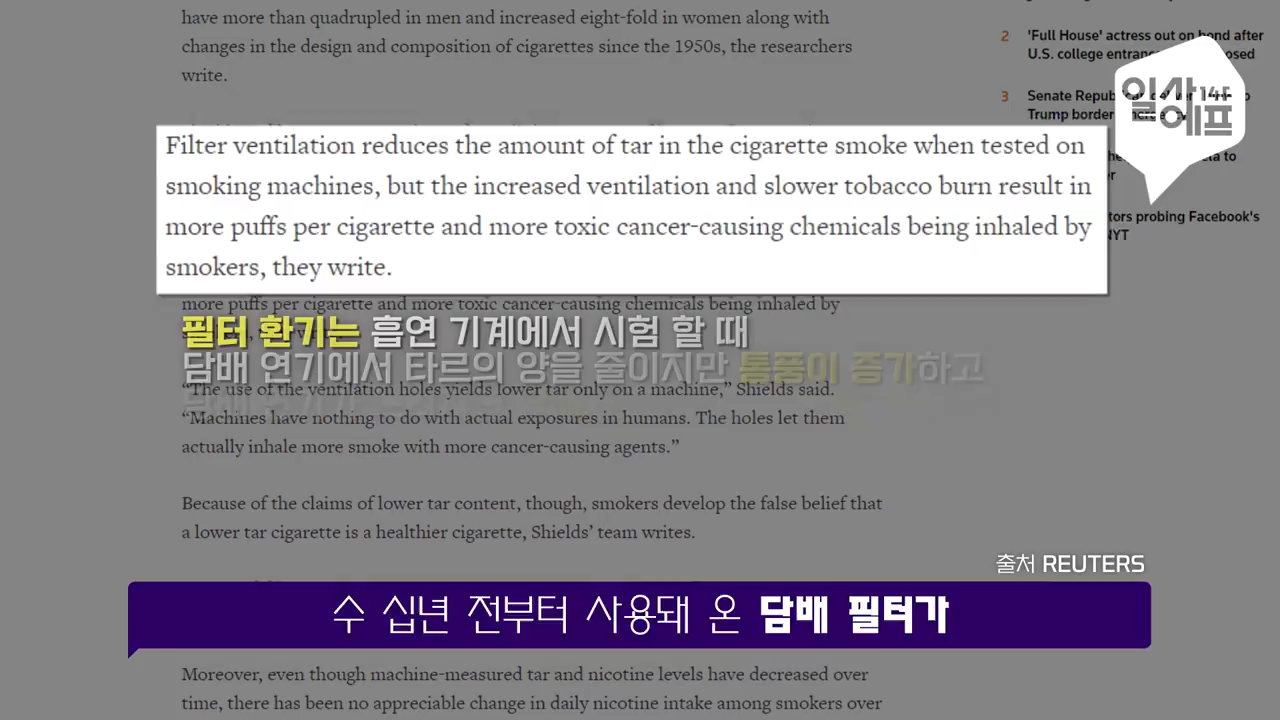 have more than quadrupled in men and increased eight-fold in women along with
changes in the design and composition of cigarettes since the 1950s, the researchers
write.
2 'Full House' actress out on bond after
U.S. college
3 Senate
Trump border
일사 14F
에프
to
Filter ventilation reduces the amount of tar in the cigarette smoke when tested on
smoking machines, but the increased ventilation and slower tobacco burn result in
more puffs per cigarette and more toxic cancer-causing chemicals being inhaled by
smokers, they write.
probing Facebook's
NYT
more puffs per cigarette and more toxic cancer-causing chemicals being inhaled by
필터 환기는 흡연 기계에서 시험 할 때
담배 연기에서 타르의 양을 줄이지만 통풍이 증가하고
“The use of the ventilation holes yields lower tar only on a machine,” Shields said.
“Machines have nothing to do with actual exposures in humans. The holes let them
actually inhale more smoke with more cancer-causing agents.”
Because of the claims of lower tar content, though, smokers develop the false belief that
a lower tar cigarette is a healthier cigarette, Shields’ team writes.
출처 REUTERS
수 십년 전부터 사용돼 온 담배 필터가
Moreover, even though machine-measured tar and nicotine levels have decreased over
time, there has been no appreciable change in daily nicotine intake among smokers over